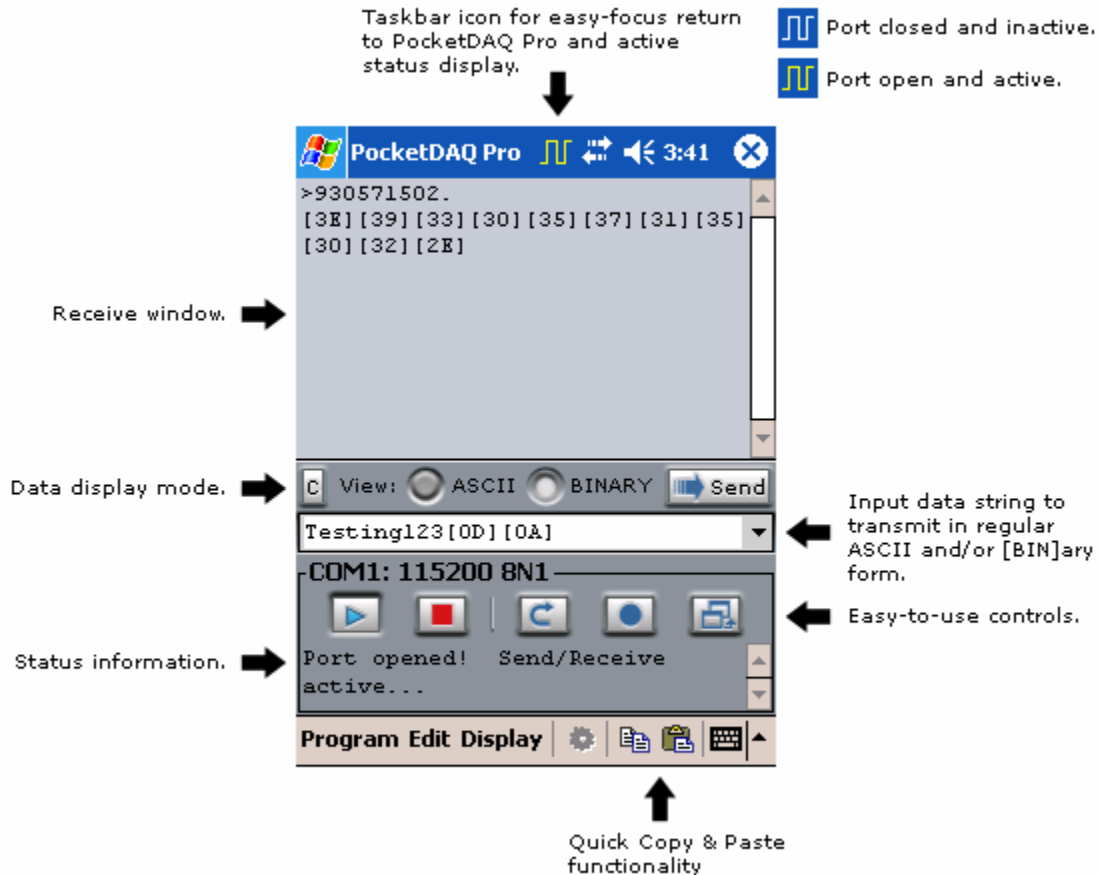 Taskbar icon for easy-focus return
to PocketDAQ Pro and active
status display.
Port closed and inactive.
Port open and active.
PocketDAQ Pro 3:41
>930571502.
[3E][39][33][30][35][37][31][35]
[30][32][2E]
Receive window.
Data display mode.
C View: ASCII BINARY Send
Testing123[0D][0A]
Input data string to
transmit in regular
ASCII and/or [BIN]ary
form.
COM1: 115200 8N1
Easy-to-use controls.
Status information.
Port opened! Send/Receive
active...
Program Edit Display
Quick Copy & Paste
functionality